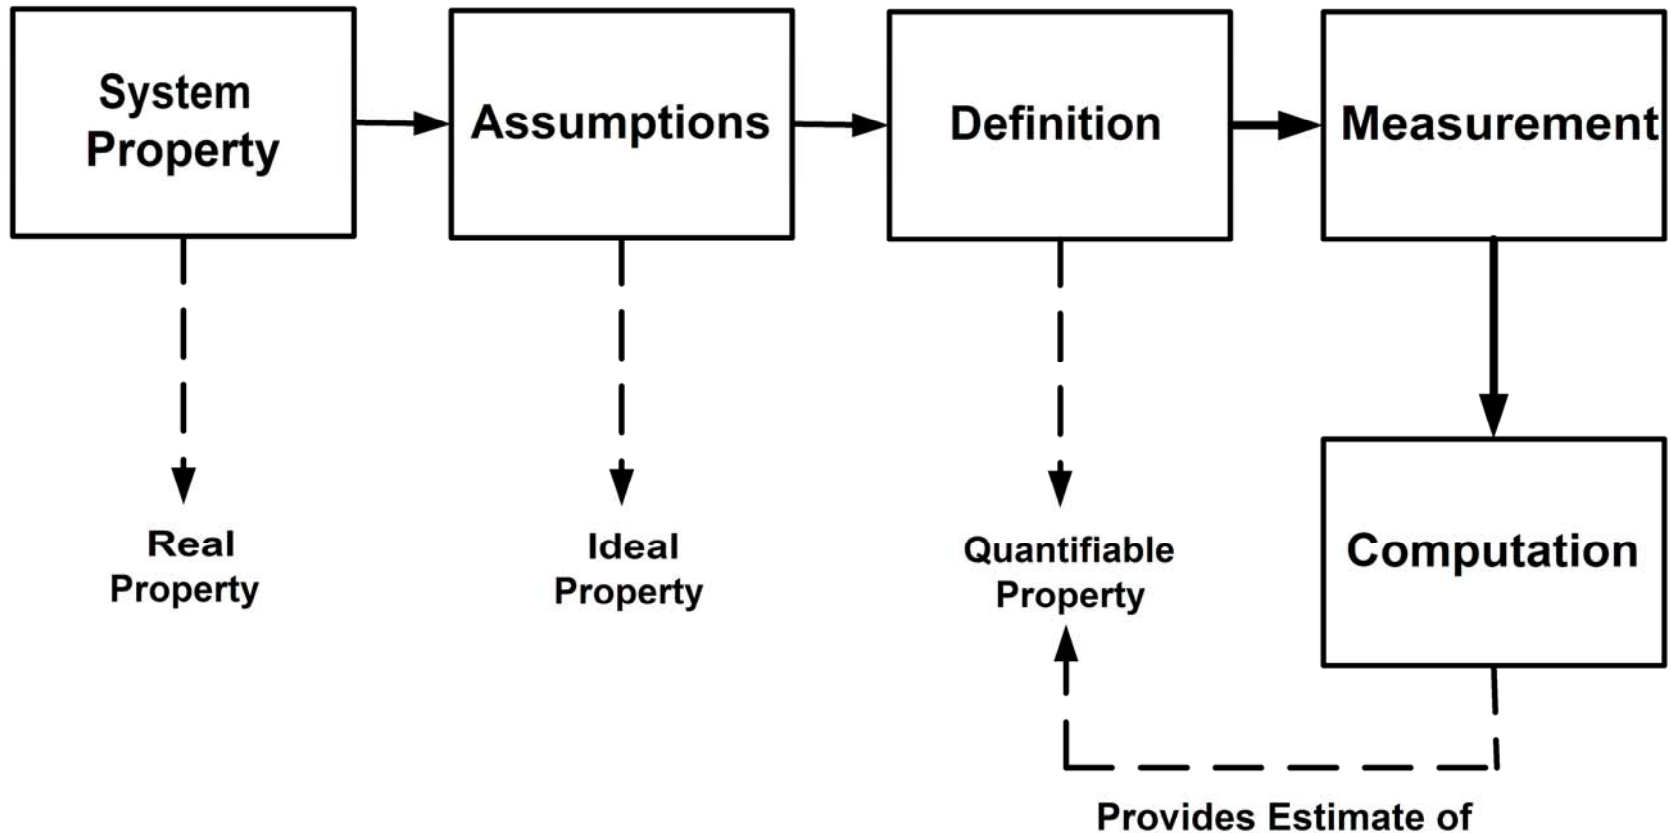 System
Property
Assumptions
Definition
Measurement
Real
Property
Ideal
Property
Quantifiable
Property
Computation
Provides Estimate of